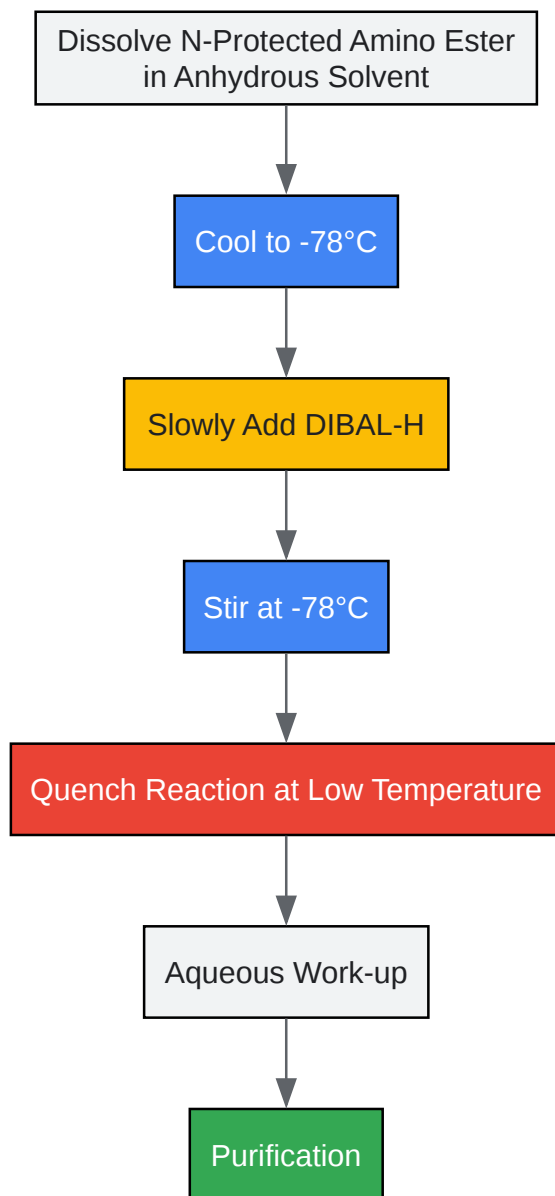 Dissolve N-Protected Amino Ester
in Anhydrous Solvent
Cool to -78°C
Slowly Add DIBAL-H
Stir at -78°C
Quench Reaction at Low Temperature
Aqueous Work-up
Purification